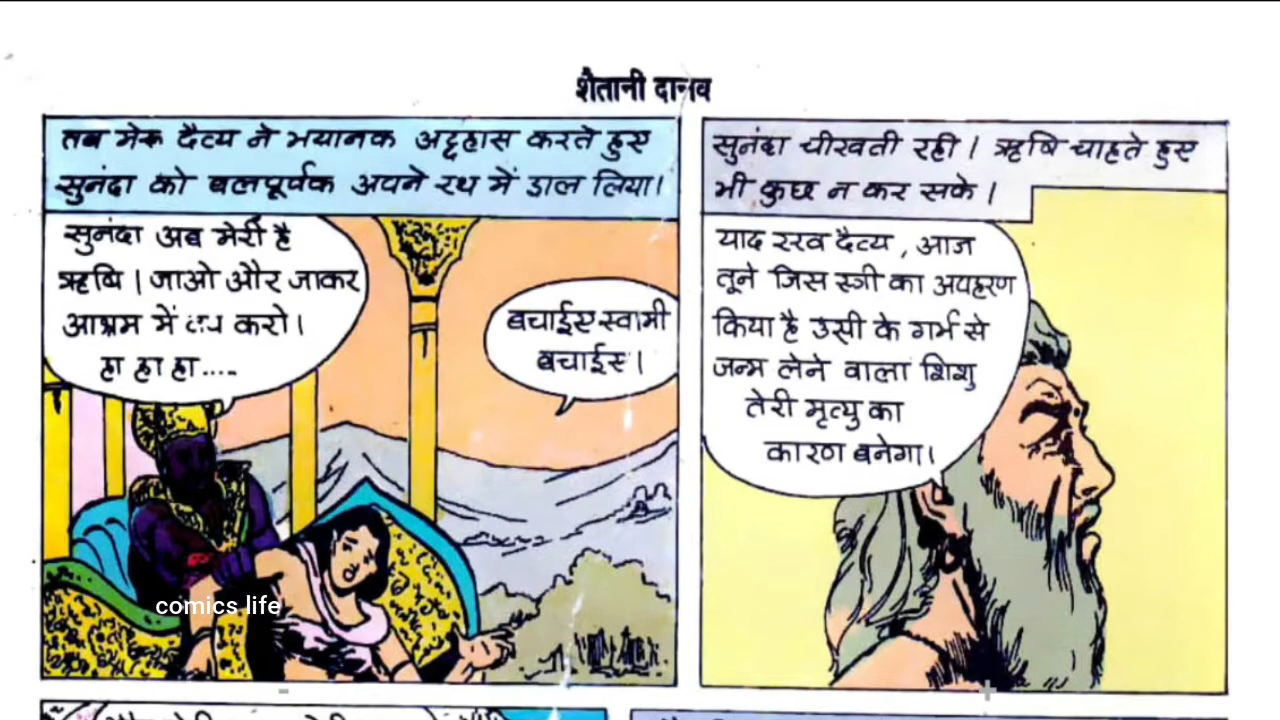 शैतानी दानव
तब मेरू दैत्य ने भयानक अट्टहास करते हुए
सुनंदा को बलपूर्वक अपने रथ में डाल लिया।
सुनंदा अब मेरी है
ऋषि। जाओ और जाकर
आश्रम में तप करो।
हा हा हा.....
बचाईए स्वामी
बचाईए।
comics life
सुनंदा चीखती रही। ऋषि चाहते हुए
भी कुछ न कर सके।
याद रख दैत्य, आज
तूने जिस स्त्री का अपहरण
किया है उसी के गर्भ से
जन्म लेने वाला शिशु
तेरी मृत्यु का
कारण बनेगा।